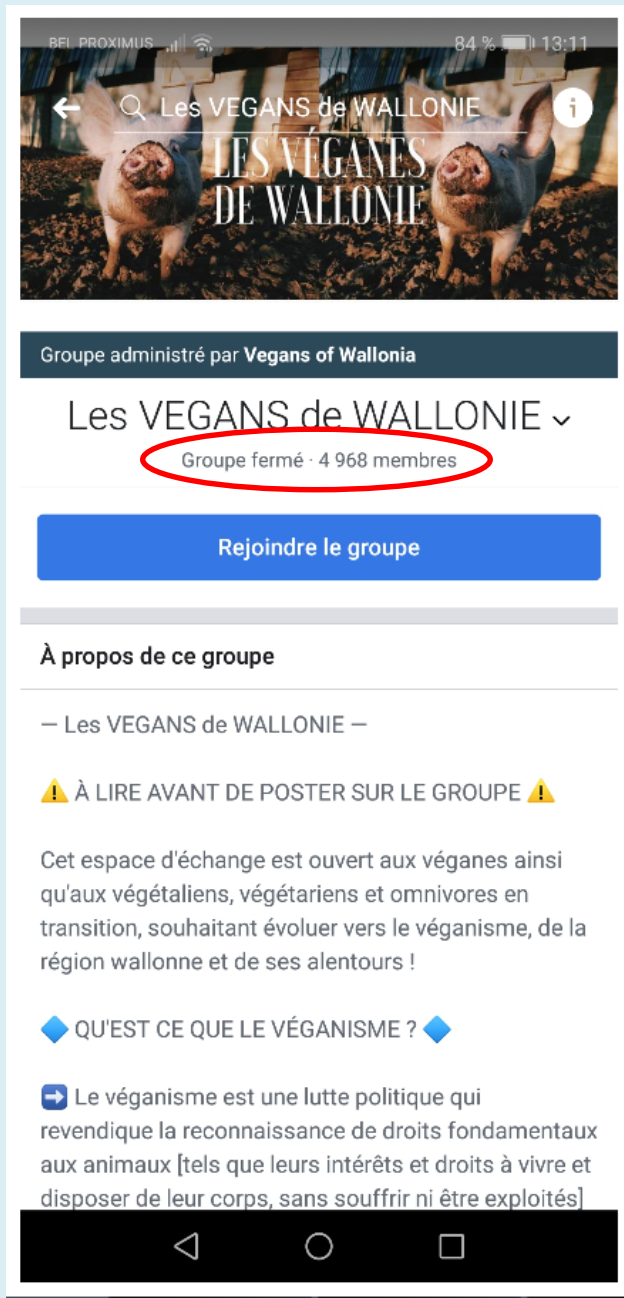 BEL PROXIMUS 84 % 13:11
Les VEGANS de WALLONIE
LES VÉGANES
DE WALLONIE
Groupe administré par Vegans of Wallonia
Les VEGANS de WALLONIE
Groupe fermé · 4 968 membres
Rejoindre le groupe
À propos de ce groupe
— Les VEGANS de WALLONIE —
⚠️ À LIRE AVANT DE POSTER SUR LE GROUPE ⚠️
Cet espace d'échange est ouvert aux véganes ainsi
qu'aux végétaliens, végétariens et omnivores en
transition, souhaitant évoluer vers le véganisme, de la
région wallonne et de ses alentours !
🔷 QU'EST CE QUE LE VÉGANISME ? 🔷
➡️ Le véganisme est une lutte politique qui
revendique la reconnaissance de droits fondamentaux
aux animaux [tels que leurs intérêts et droits à vivre et
disposer de leur corps, sans souffrir ni être exploités]